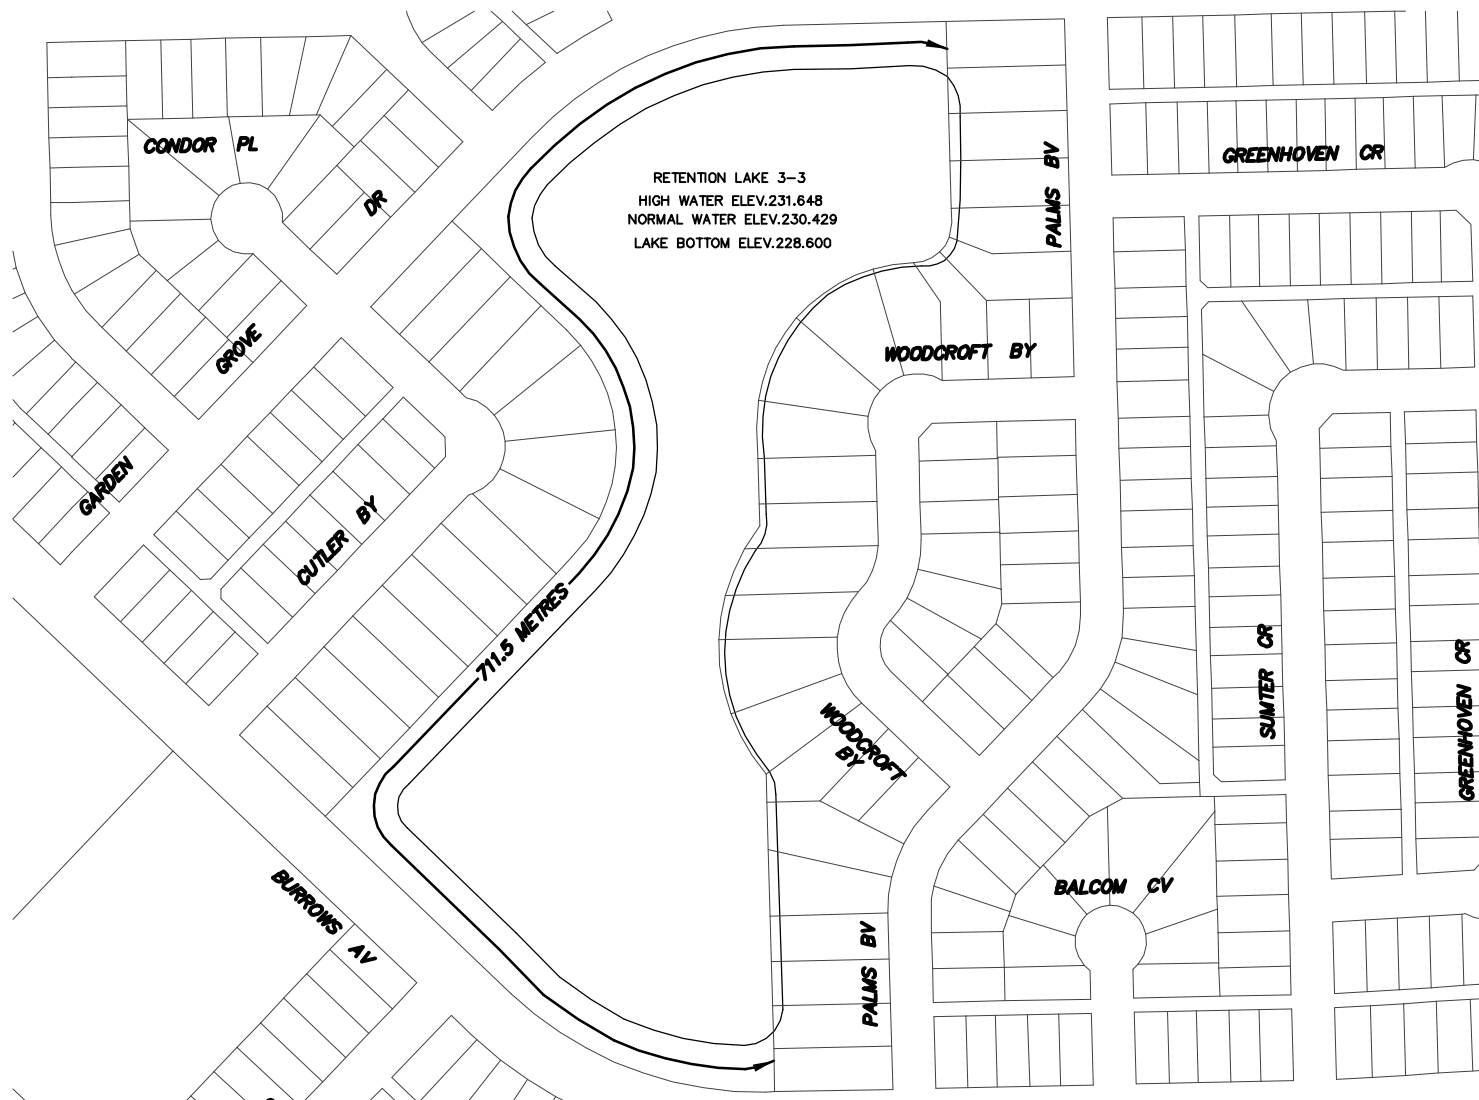 CONDOR PL
DR
GROVE
GARDEN
CUTLER BY
RETENTION LAKE 3-3
HIGH WATER ELEV.231.648
NORMAL WATER ELEV.230.429
LAKE BOTTOM ELEV.228.600
PALMS BV
GREENHOVEN CR
WOODCROFT BY
711.5 METRES
WOODCROFT
BY
SUMTER CR
GREENHOVEN CR
BURROWS AV
BALCOM CV
PALMS BV